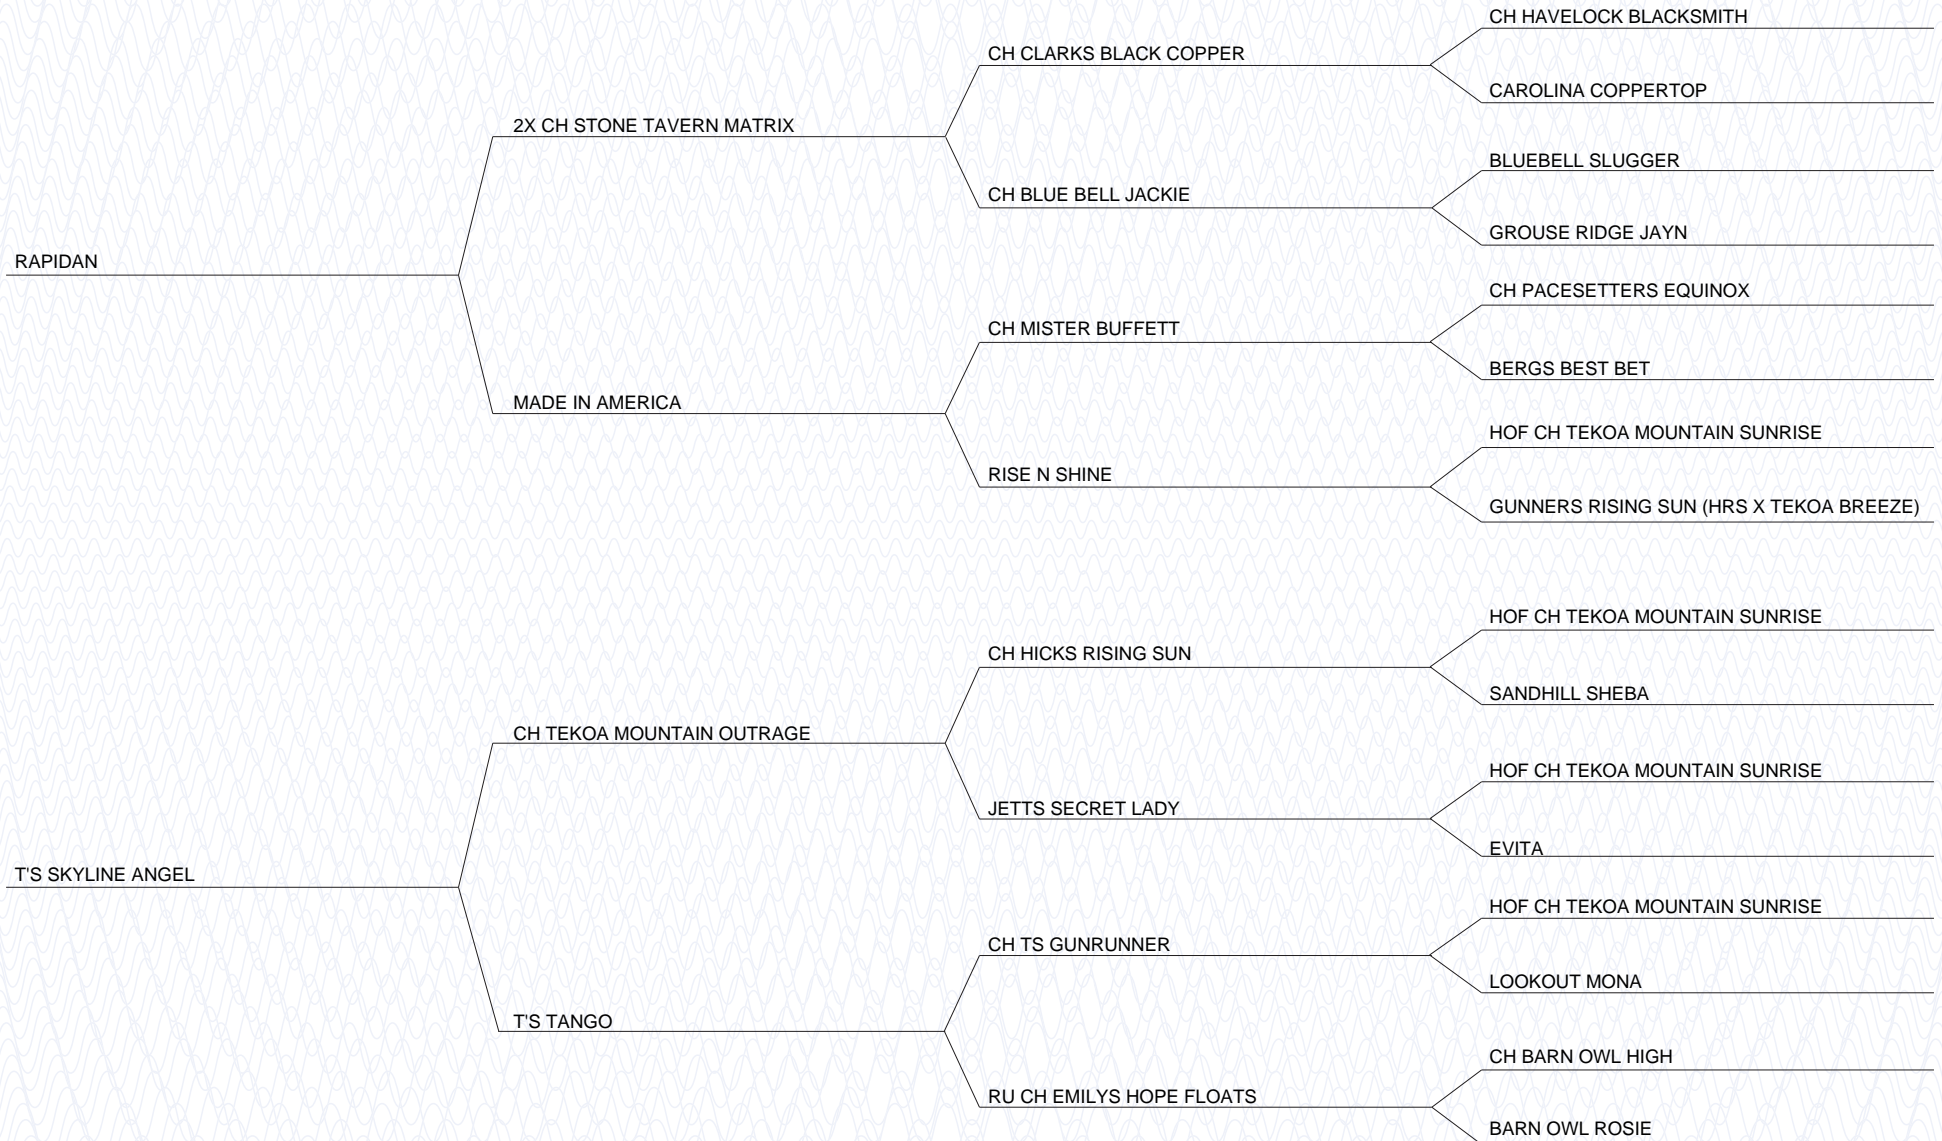 CH HAVELOCK BLACKSMITH
CH CLARKS BLACK COPPER
CAROLINA COPPERTOP
2X CH STONE TAVERN MATRIX
BLUEBELL SLUGGER
CH BLUE BELL JACKIE
GROUSE RIDGE JAYN
RAPIDAN
CH PACESETTERS EQUINOX
CH MISTER BUFFETT
BERGS BEST BET
MADE IN AMERICA
HOF CH TEKOA MOUNTAIN SUNRISE
RISE N SHINE
GUNNERS RISING SUN (HRS X TEKOA BREEZE)
HOF CH TEKOA MOUNTAIN SUNRISE
CH HICKS RISING SUN
SANDHILL SHEBA
CH TEKOA MOUNTAIN OUTRAGE
HOF CH TEKOA MOUNTAIN SUNRISE
JETTS SECRET LADY
EVITA
T'S SKYLINE ANGEL
HOF CH TEKOA MOUNTAIN SUNRISE
CH TS GUNRUNNER
LOOKOUT MONA
T'S TANGO
CH BARN OWL HIGH
RU CH EMILYS HOPE FLOATS
BARN OWL ROSIE